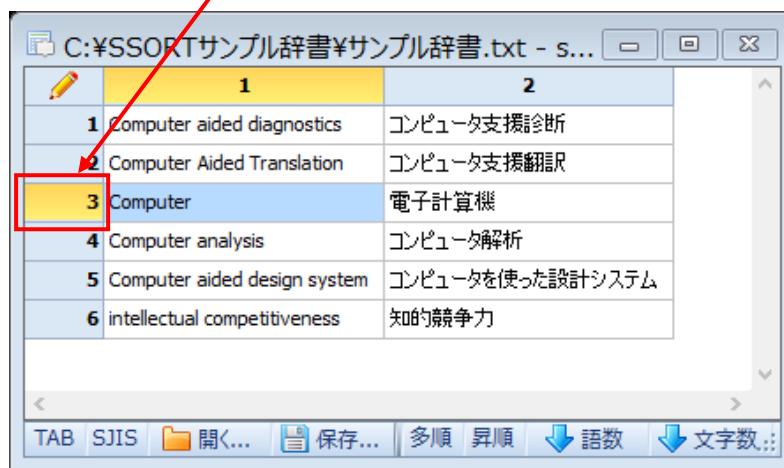 C:¥SSORTサンプル辞書¥サンプル辞書.txt - s...
1 2
1 Computer aided diagnostics コンピュータ支援診断
2 Computer Aided Translation コンピュータ支援翻訳
3 Computer 電子計算機
4 Computer analysis コンピュータ解析
5 Computer aided design system コンピュータを使った設計システム
6 intellectual competitiveness 知的競争力
TAB SJIS 開く... 保存... 多順 昇順 語数 文字数